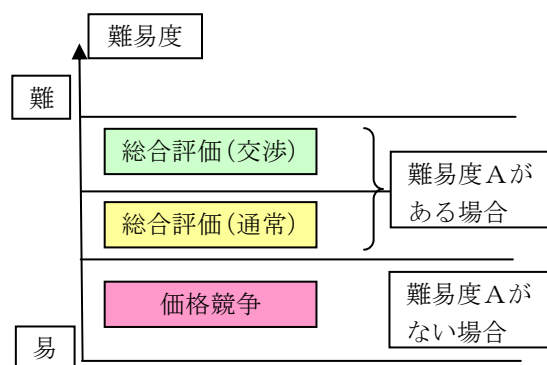 難易度
難
総合評価(交渉)
難易度Aが
ある場合
総合評価(通常)
価格競争
難易度Aが
ない場合
易